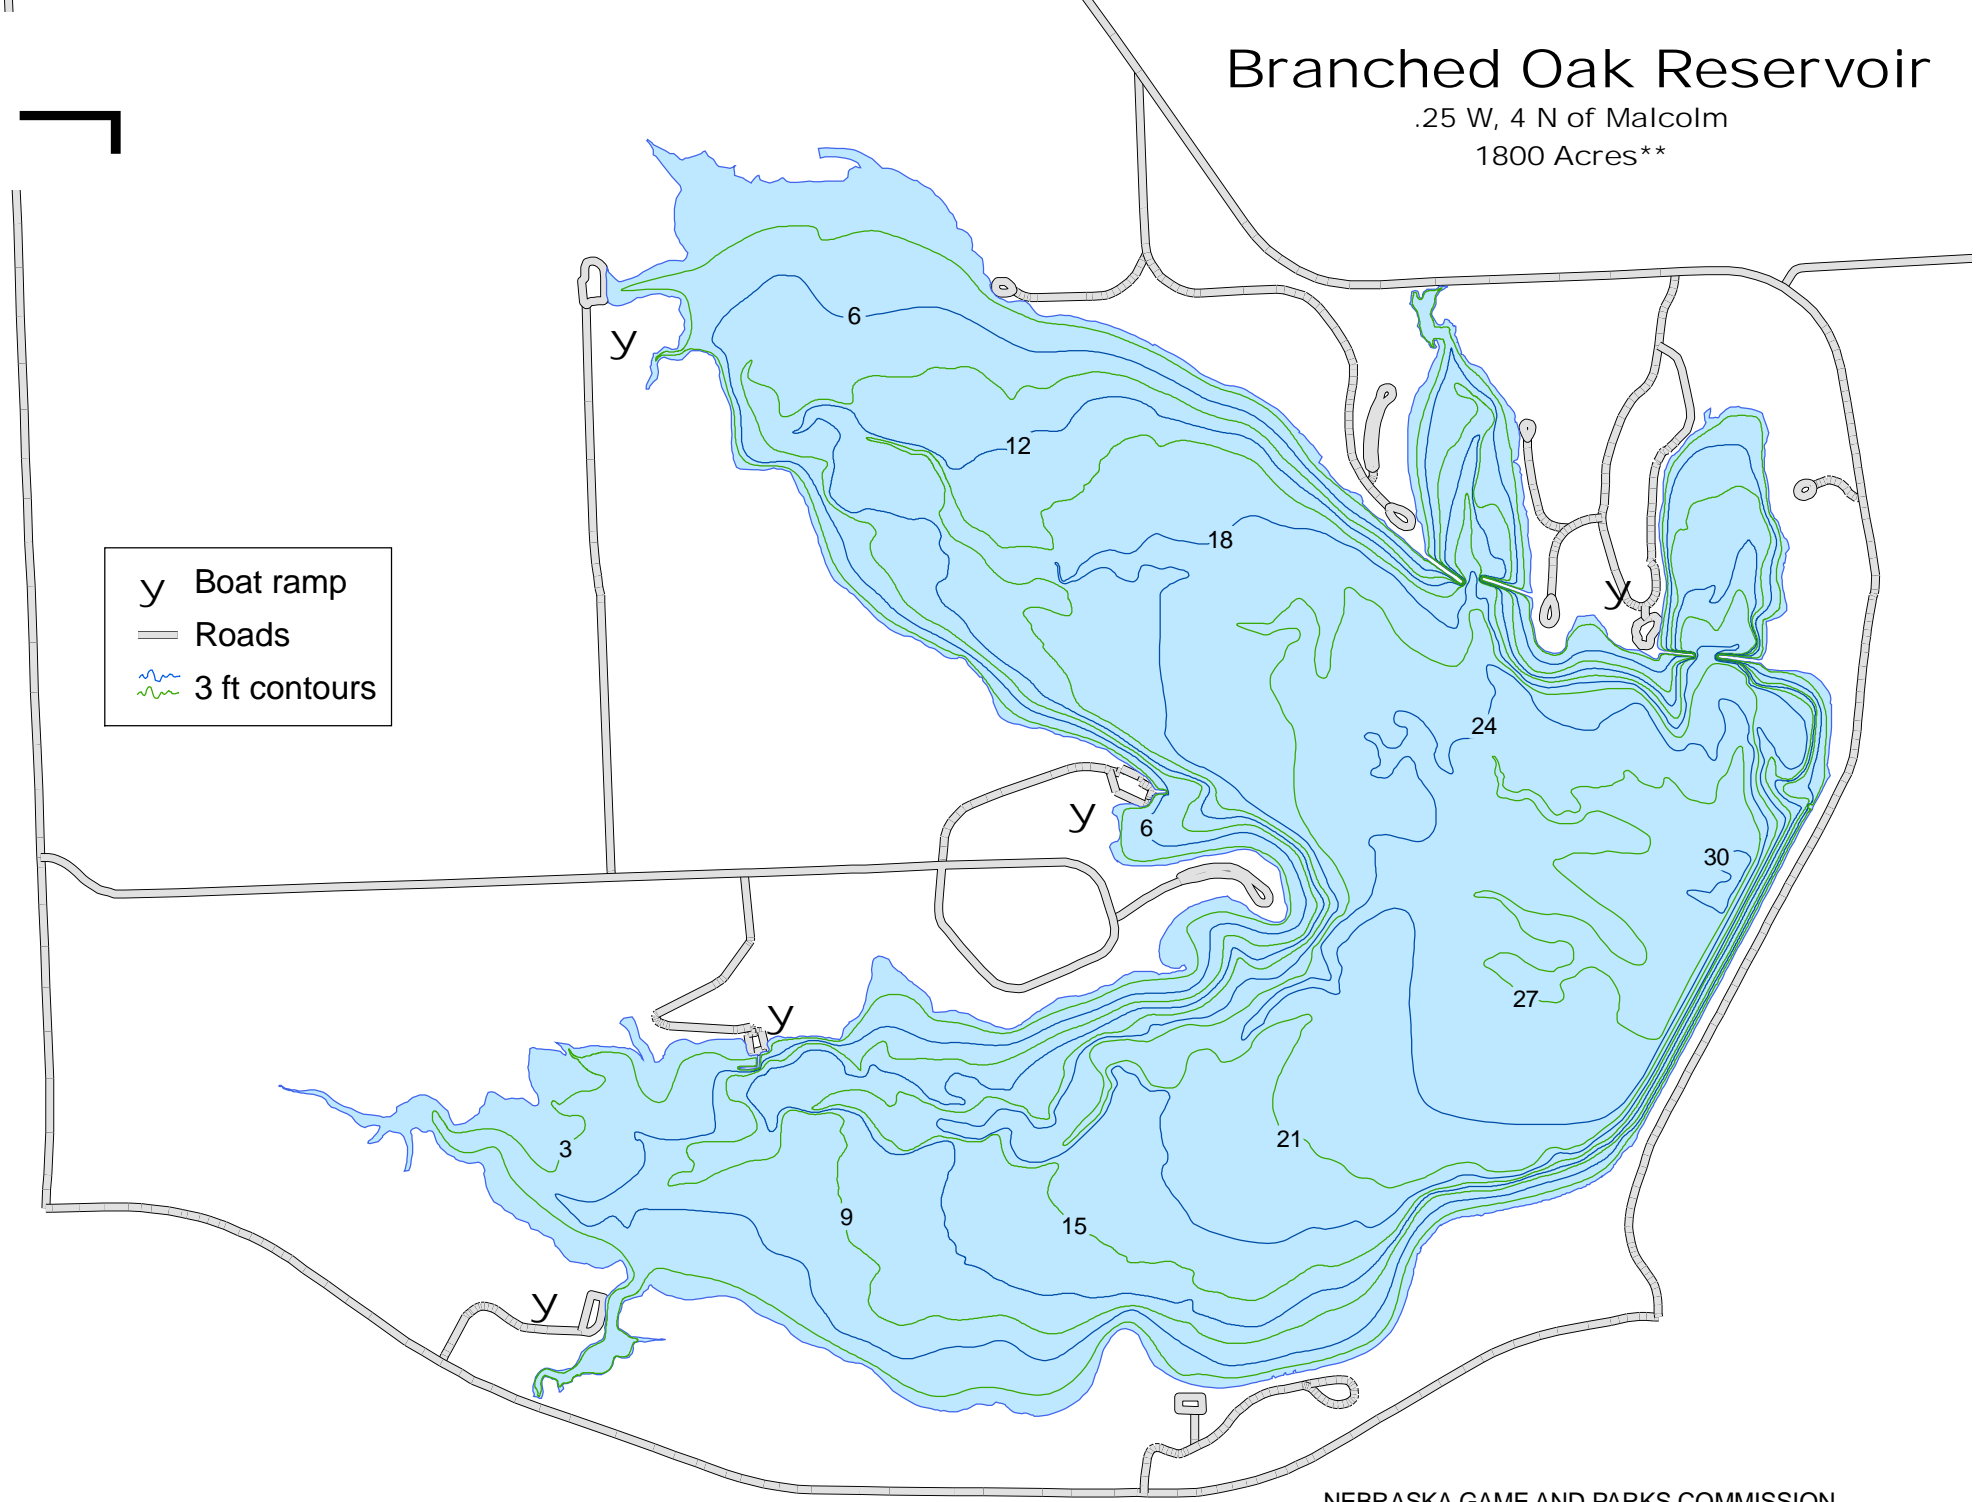 Branched Oak Reservoir
.25 W, 4 N of Malcolm
1800 Acres**
6
y
12
18
Y Boat ramp
Roads
3 ft contours
y
24
y
6
30
27
y
3
21
9
15
y
NEBRASKA GAME AND PARKS COMMISSION